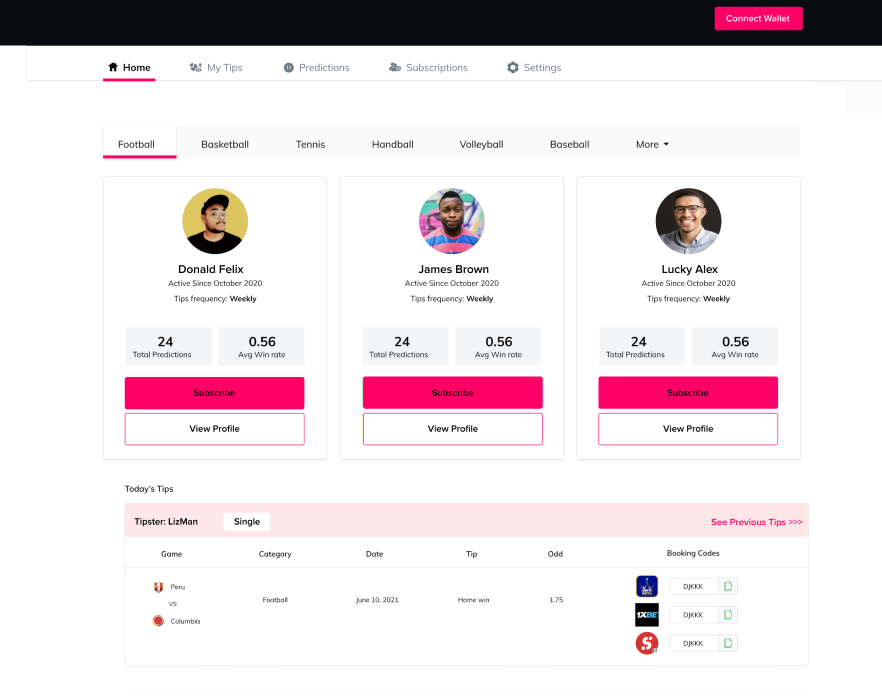 Connect Wallet
Home My Tips Predictions Subscriptions Settings
Football Basketball Tennis Handball Volleyball Baseball More
Donald Felix
Active Since October 2020
Tips frequency: Weekly
24 0.56
Total Predictions Avg Win rate
Subscribe
View Profile
James Brown
Active Since October 2020
Tips frequency: Weekly
24 0.56
Total Predictions Avg Win rate
Subscribe
View Profile
Lucky Alex
Active Since October 2020
Tips frequency: Weekly
24 0.56
Total Predictions Avg Win rate
Subscribe
View Profile
Today's Tips
Tipster: LizMan Single See Previous Tips >>>
Game Category Date Tip Odd Booking Codes
Peru
VS
Columbia
Football June 10, 2021 Home win 1.75
DJKKK
1XBET DJKKK
DJKKK